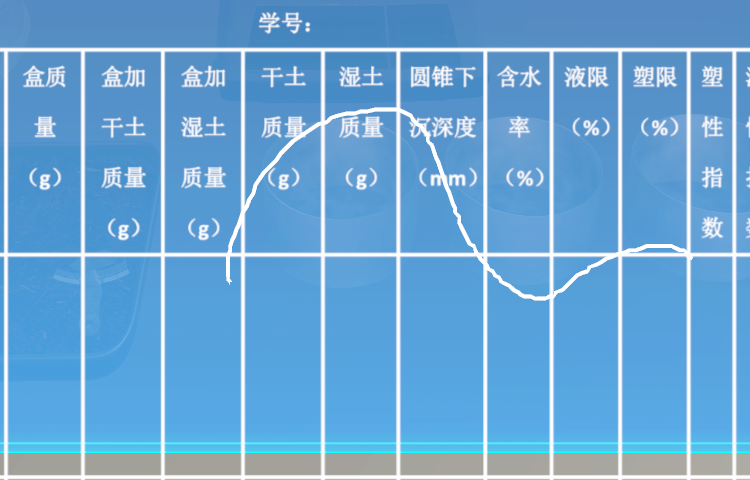 学号：
盒质量（g）
盒加干土质量（g）
盒加湿土质量（g）
干土质量（g）
湿土质量（g）
圆锥下沉深度（mm）
含水率（%）
液限（%）
塑限（%）
塑性指数